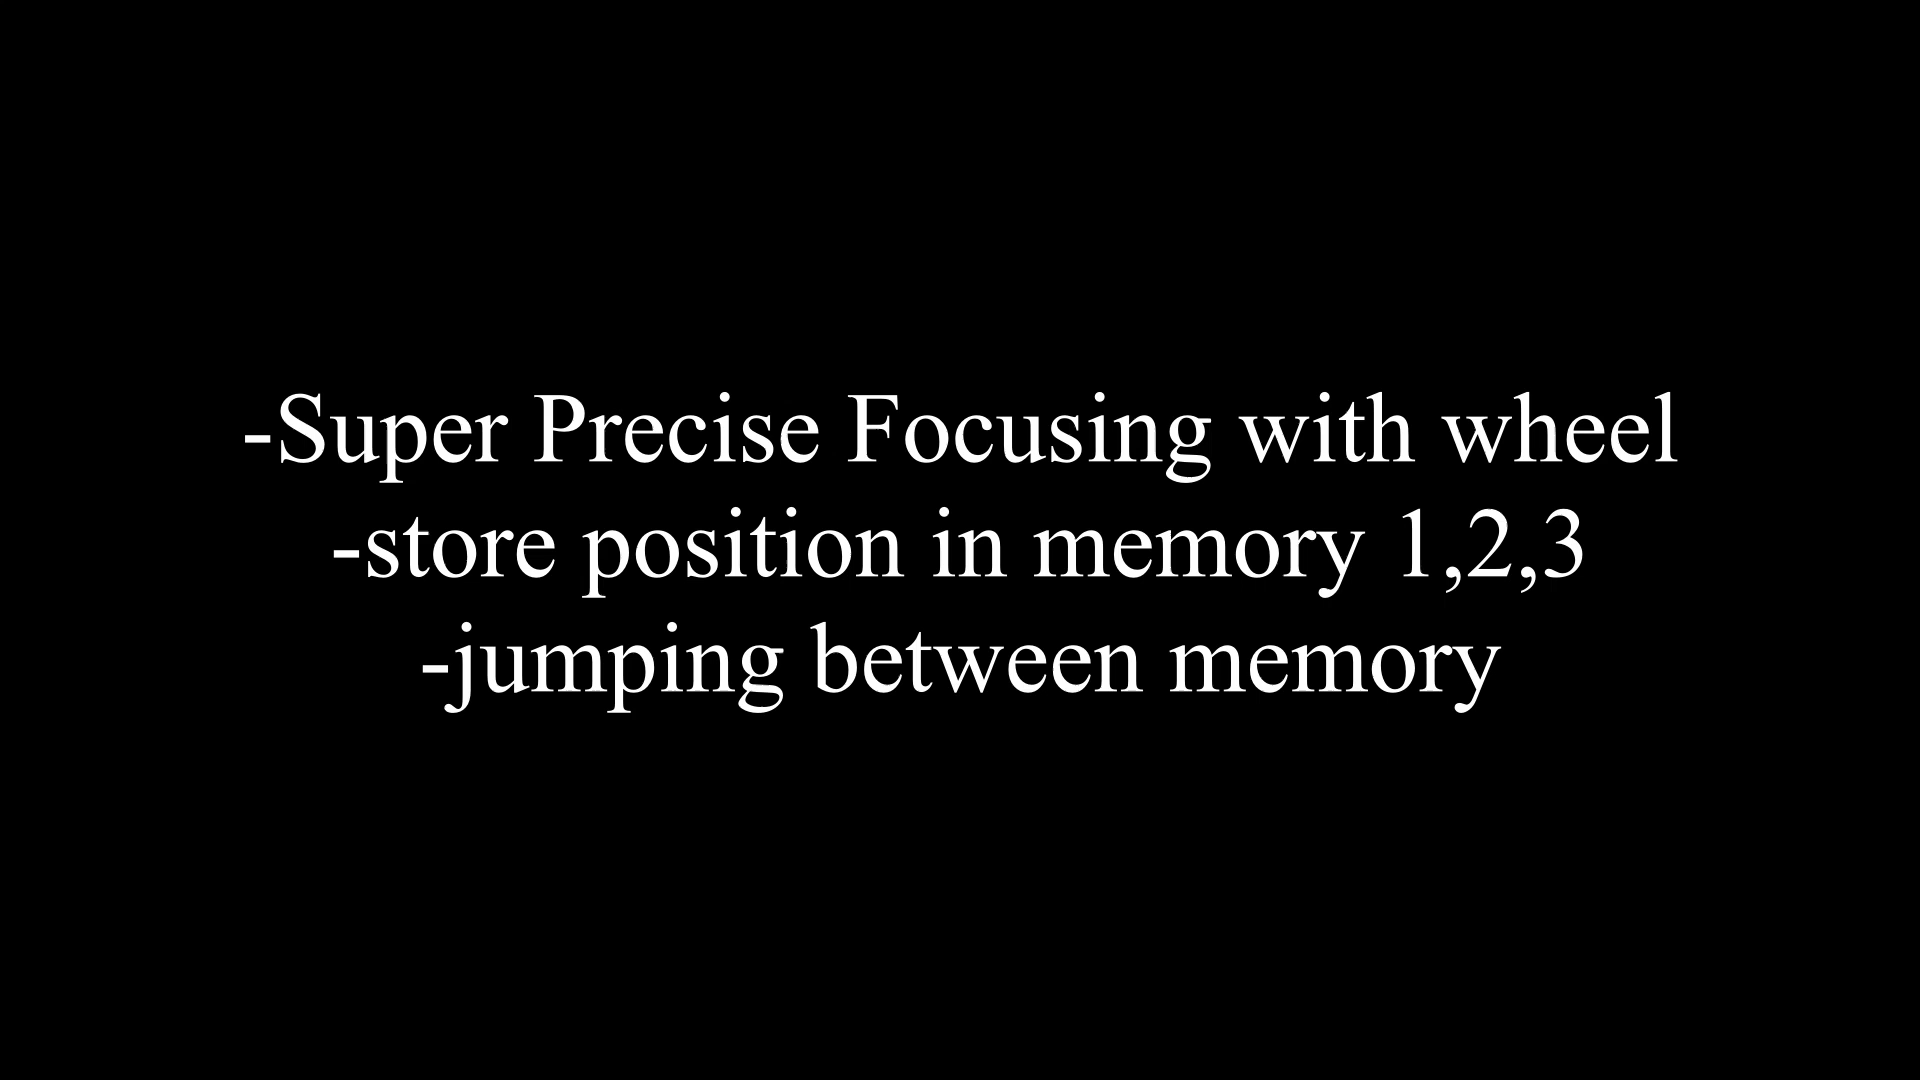 -Super Precise Focusing with wheel
-store position in memory 1,2,3
-jumping between memory